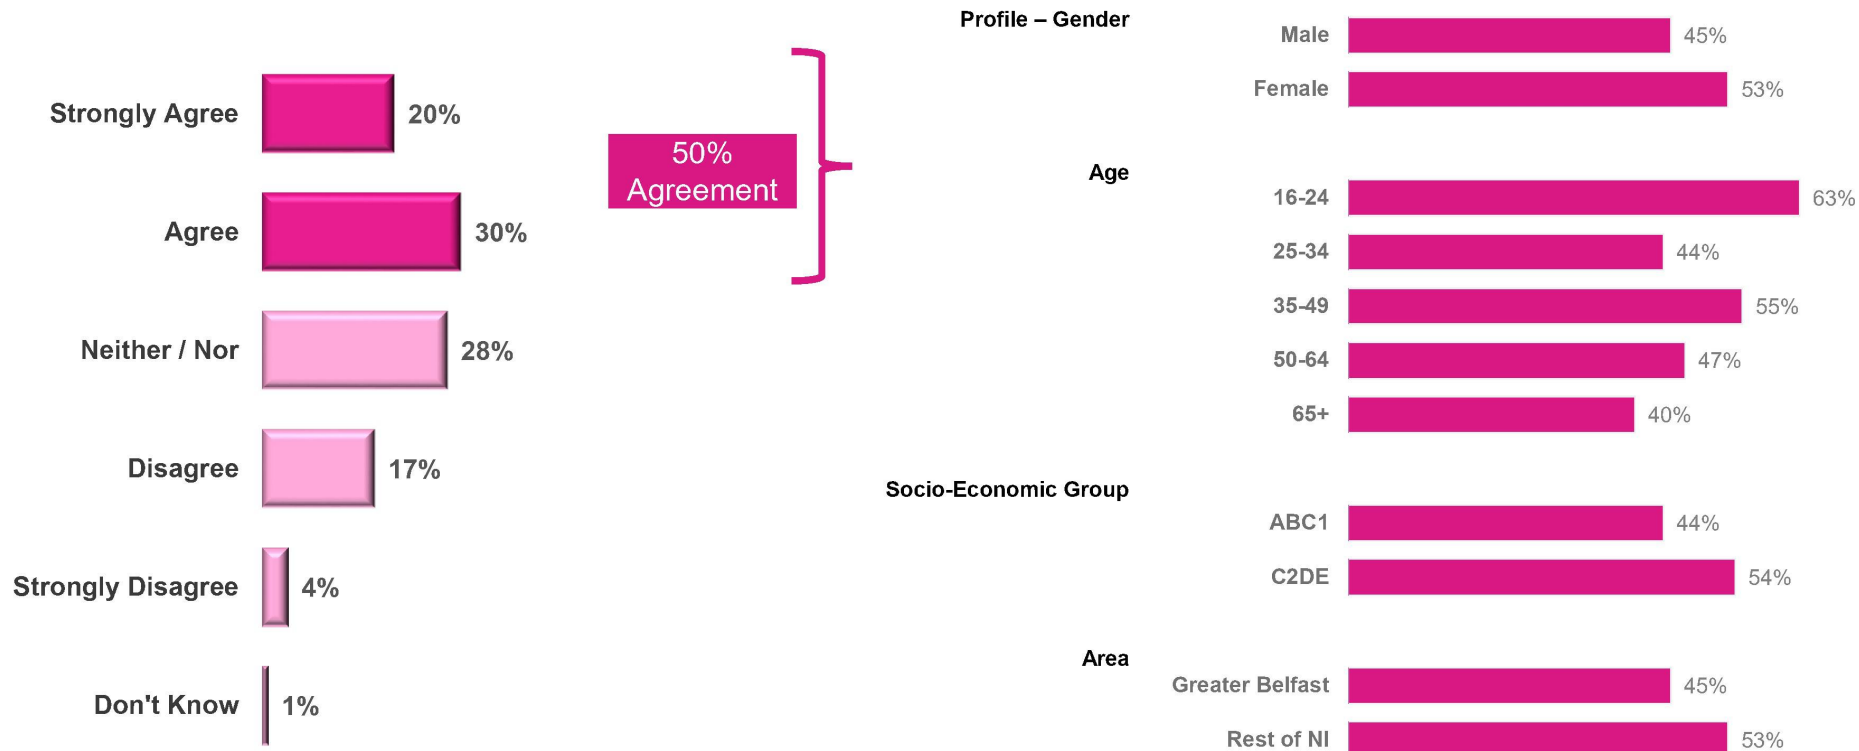 Strongly Agree 20%
Agree 30%
Neither / Nor 28%
Disagree 17%
Strongly Disagree 4%
Don't Know 1%
50%
Agreement
Profile – Gender
Male 45%
Female 53%
Age
16-24 63%
25-34 44%
35-49 55%
50-64 47%
65+ 40%
Socio-Economic Group
ABC1 44%
C2DE 54%
Area
Greater Belfast 45%
Rest of NI 53%